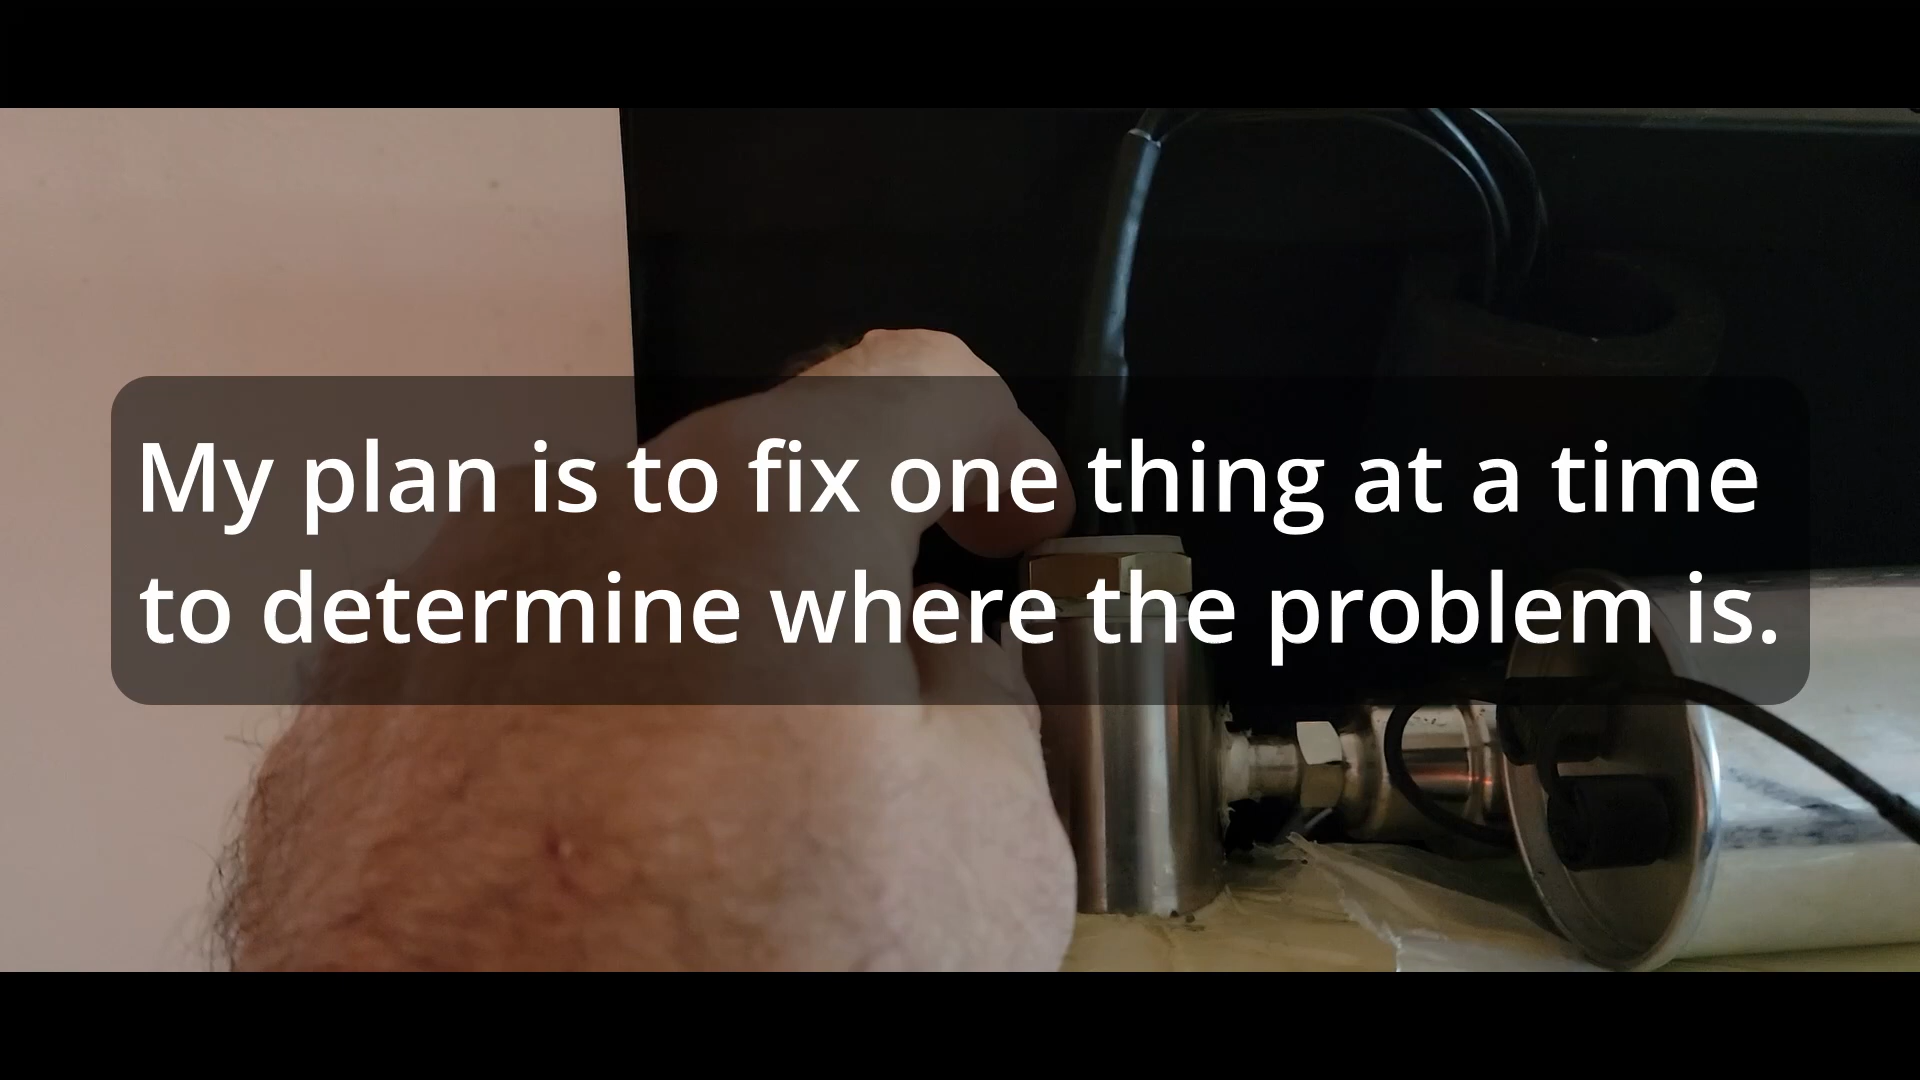 My plan is to fix one thing at a time
to determine where the problem is.